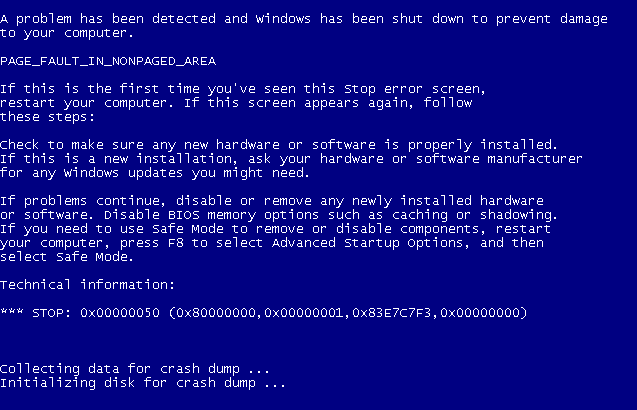 A problem has been detected and Windows has been shut down to prevent damage
to your computer.
PAGE_FAULT_IN_NONPAGED_AREA
If this is the first time you've seen this Stop error screen,
restart your computer. If this screen appears again, follow
these steps:
Check to make sure any new hardware or software is properly installed.
If this is a new installation, ask your hardware or software manufacturer
for any Windows updates you might need.
If problems continue, disable or remove any newly installed hardware
or software. Disable BIOS memory options such as caching or shadowing.
If you need to use Safe Mode to remove or disable components, restart
your computer, press F8 to select Advanced Startup Options, and then
select Safe Mode.
Technical information:
*** STOP: 0x00000050 (0x80000000,0x00000001,0x83E7C7F3,0x00000000)
Collecting data for crash dump ...
Initializing disk for crash dump ...